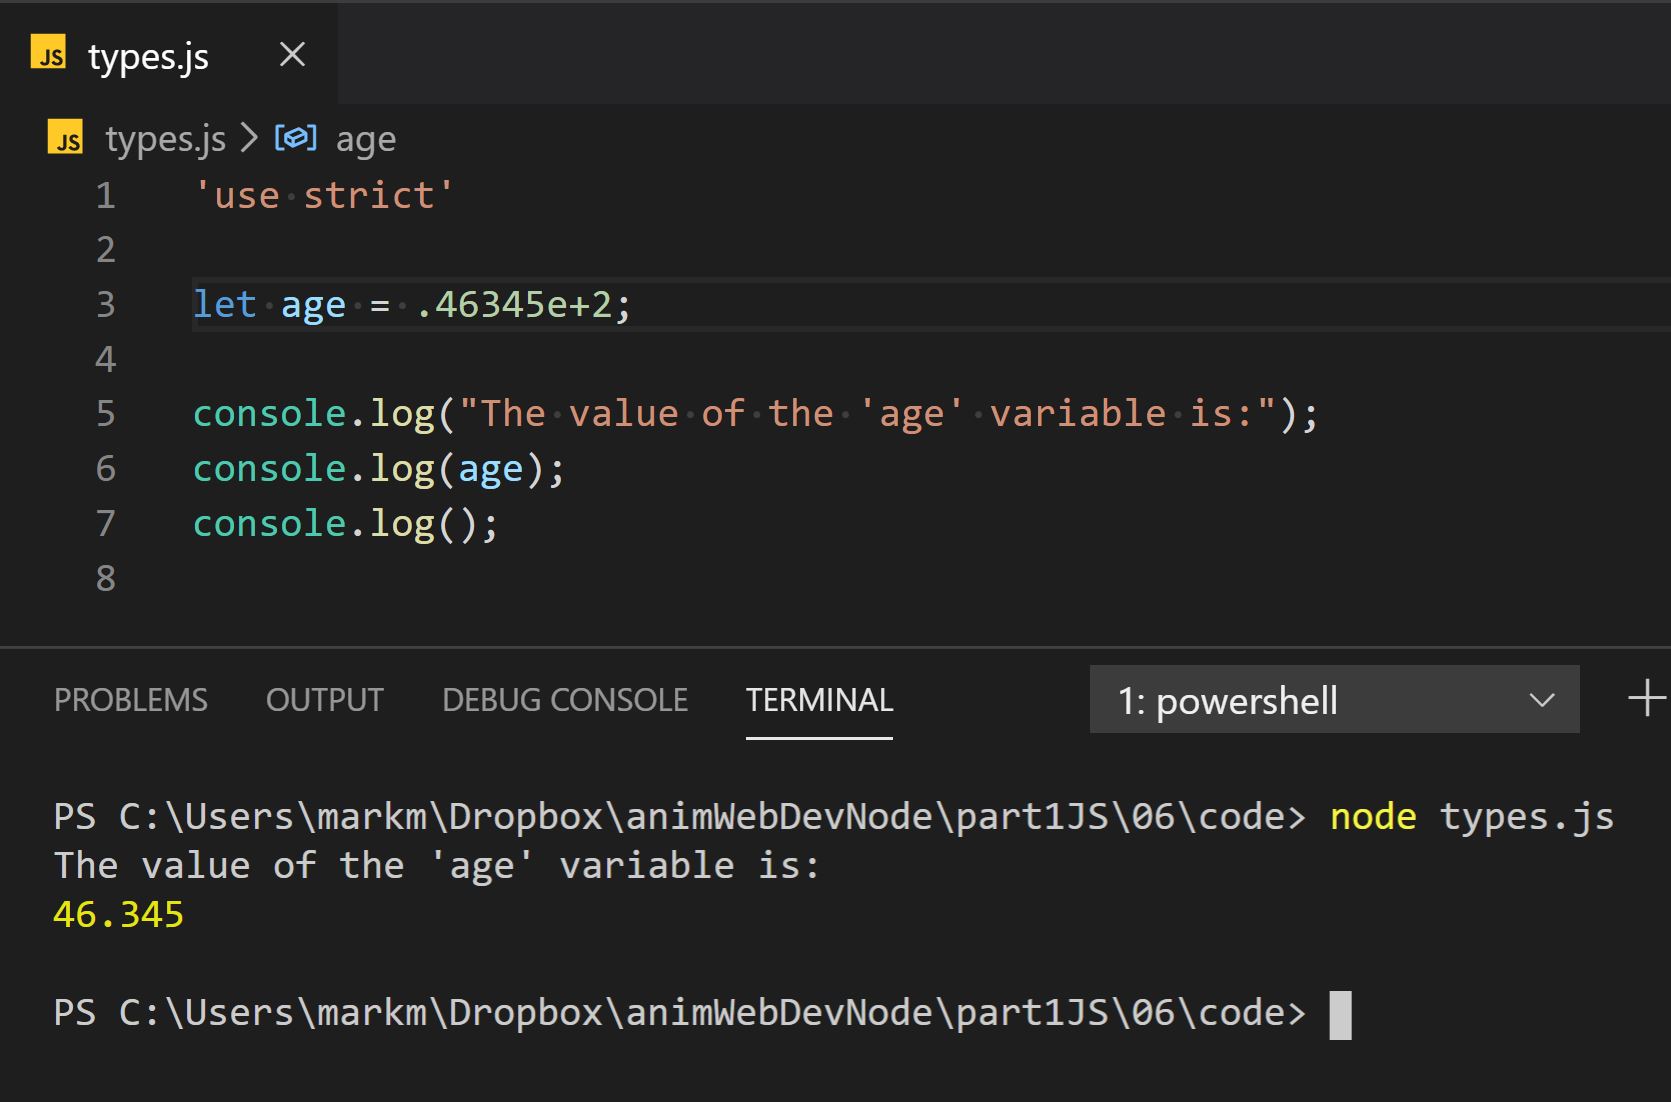 JS types.js
JS types.js > age
1 'use strict'
2
3 let age = .46345e+2;
4
5 console.log("The value of the 'age' variable is:");
6 console.log(age);
7 console.log();
8
PROBLEMS OUTPUT DEBUG CONSOLE TERMINAL 1: powershell +
PS C:\Users\markm\Dropbox\animWebDevNode\part1JS\06\code> node types.js
The value of the 'age' variable is:
46.345
PS C:\Users\markm\Dropbox\animWebDevNode\part1JS\06\code>